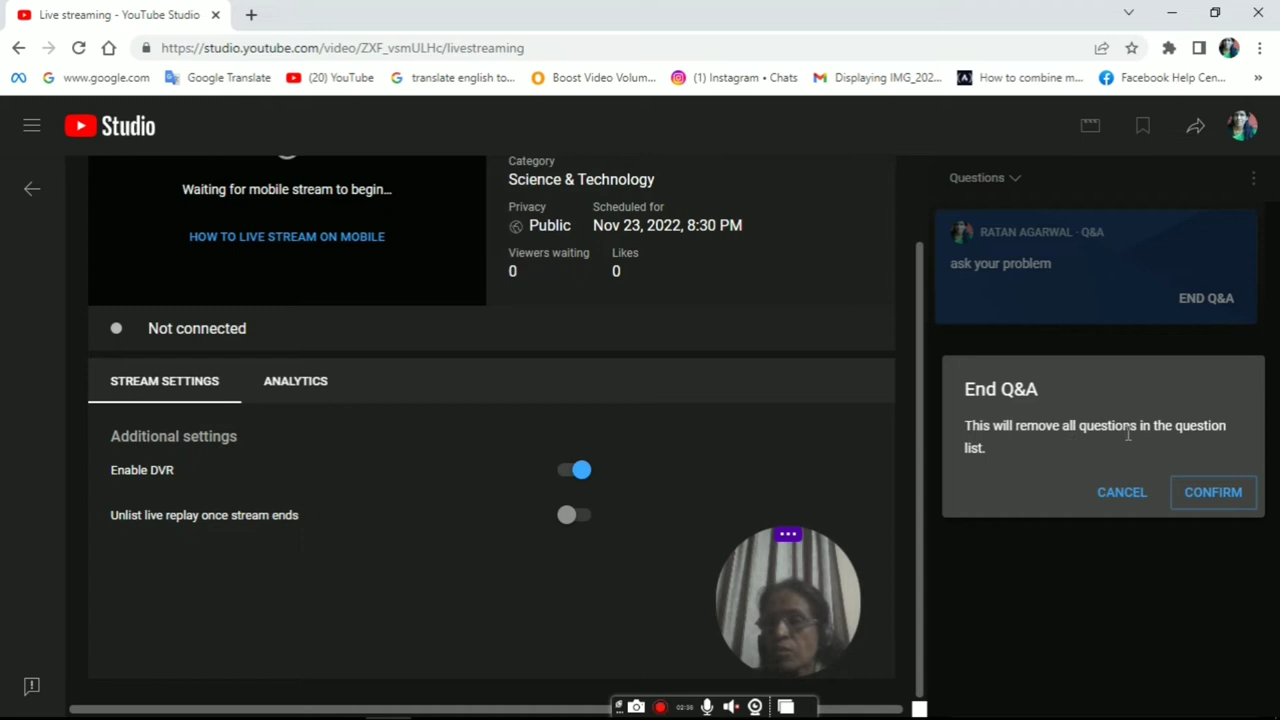 Live streaming - YouTube Studio
https://studio.youtube.com/video/ZXF_vsmULHc/livestreaming
www.google.com
Google Translate
(20) YouTube
translate english to...
Boost Video Volum...
(1) Instagram • Chats
Displaying IMG_202...
How to combine m...
Facebook Help Cen...
Studio
Waiting for mobile stream to begin...
HOW TO LIVE STREAM ON MOBILE
Category
Science & Technology
Privacy
Scheduled for
Public
Nov 23, 2022, 8:30 PM
Viewers waiting
Likes
0
0
Not connected
STREAM SETTINGS
ANALYTICS
Additional settings
Enable DVR
Unlist live replay once stream ends
Questions
RATAN AGARWAL · Q&A
ask your problem
END Q&A
End Q&A
This will remove all questions in the question
list.
CANCEL
CONFIRM
02:36